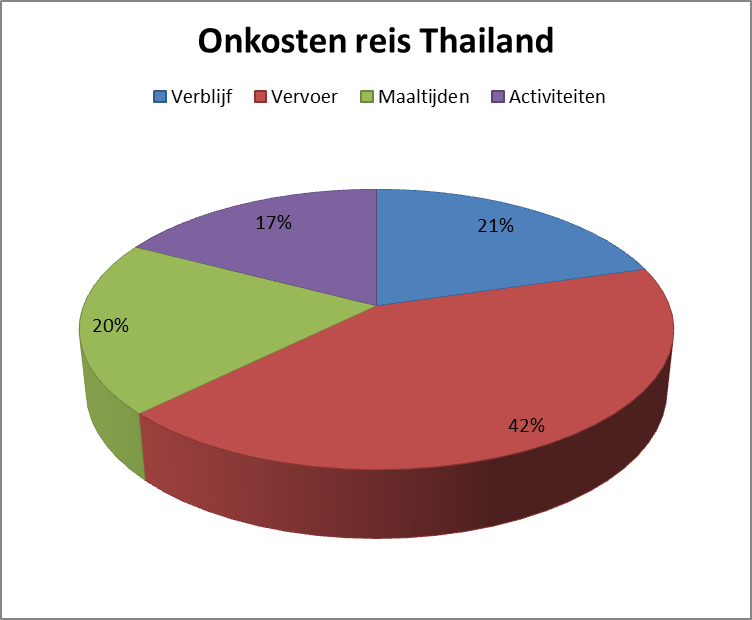 Onkosten reis Thailand
Verblijf Vervoer Maaltijden Activiteiten
17% 21%
20%
42%